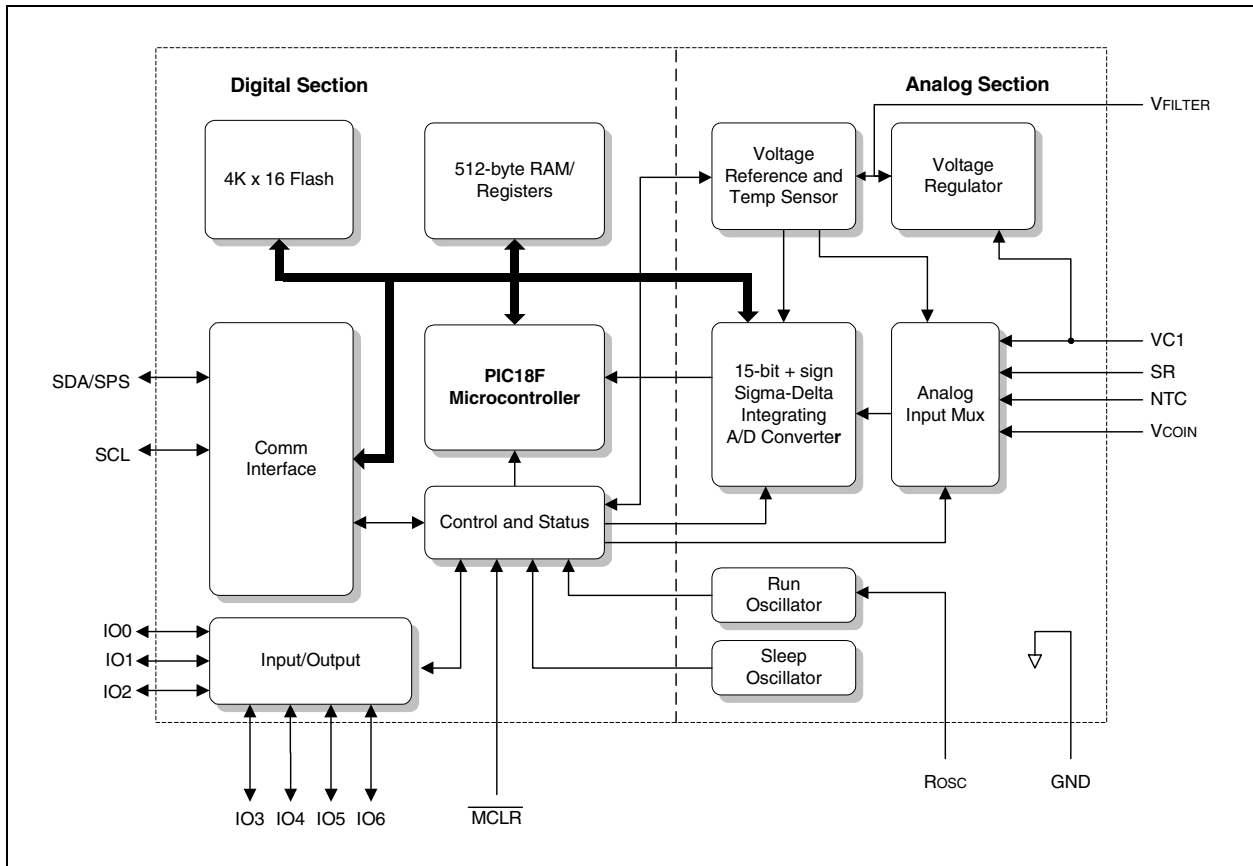 Digital Section
Analog Section
VFILTER
4K x 16 Flash
512-byte RAM/
Registers
Voltage
Reference and
Temp Sensor
Voltage
Regulator
SDA/SPS
SCL
Comm
Interface
PIC18F
Microcontroller
15-bit + sign
Sigma-Delta
Integrating
A/D Converter
Analog
Input Mux
VC1
SR
NTC
VCOIN
Control and Status
Run
Oscillator
Sleep
Oscillator
IO0
IO1
IO2
Input/Output
IO3 IO4 IO5 IO6
MCLR
ROSC
GND